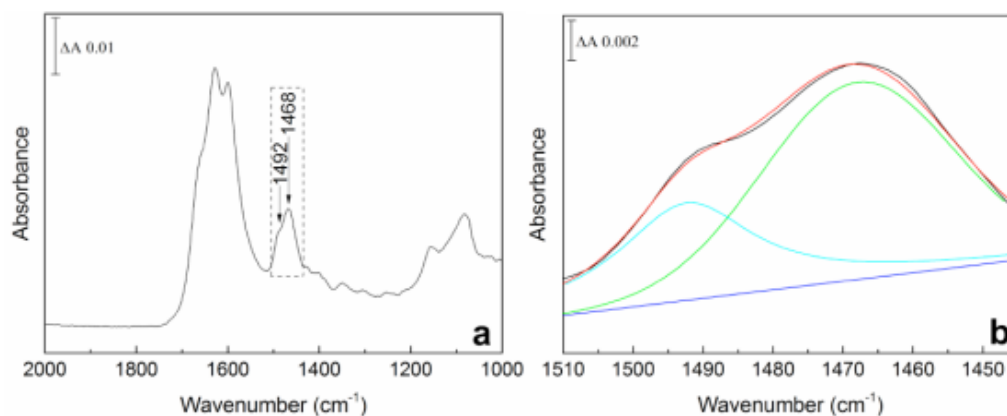 ΔA 0.01
1492
1468
Absorbance
a
2000 1800 1600 1400 1200 1000
Wavenumber (cm⁻¹)
ΔA 0.002
Absorbance
b
1510 1500 1490 1480 1470 1460 1450
Wavenumber (cm⁻¹)